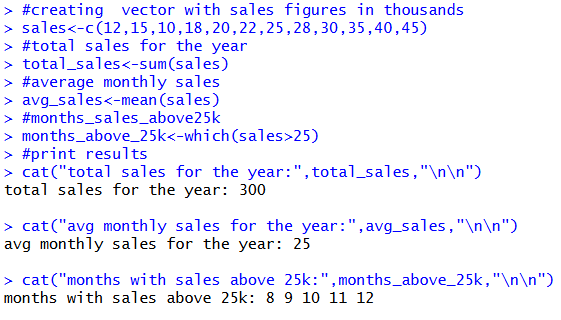 > #creating  vector with sales figures in thousands
> sales<-c(12,15,10,18,20,22,25,28,30,35,40,45)
> #total sales for the year
> total_sales<-sum(sales)
> #average monthly sales
> avg_sales<-mean(sales)
> #months_sales_above25k
> months_above_25k<-which(sales>25)
> #print results
> cat("total sales for the year:",total_sales,"\n\n")
total sales for the year: 300
> cat("avg monthly sales for the year:",avg_sales,"\n\n")
avg monthly sales for the year: 25
> cat("months with sales above 25k:",months_above_25k,"\n\n")
months with sales above 25k: 8 9 10 11 12